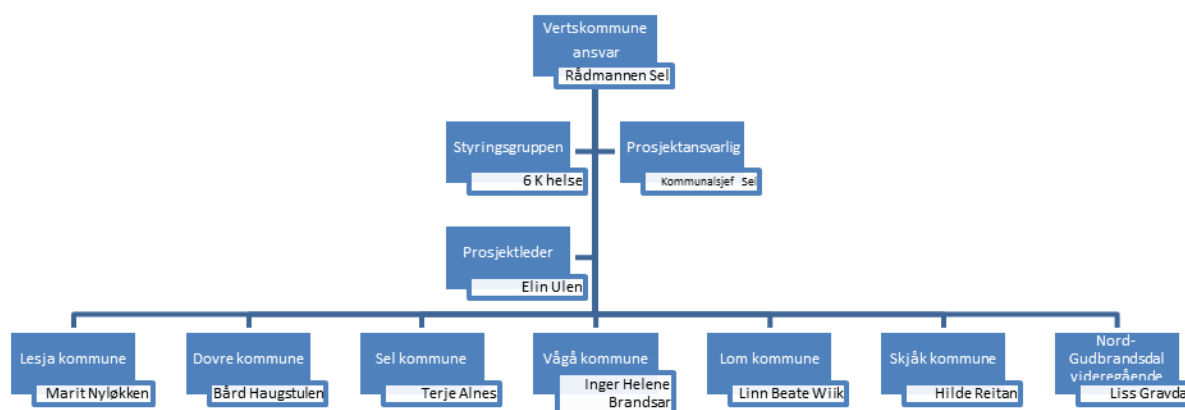 Vertskommune
ansvar
Rådmannen Sel
Styringsgruppen
6 K helse
Prosjektansvarlig
Kommunalsjef Sel
Prosjektleder
Elin Ulen
Lesja kommune
Marit Nyløkken
Dovre kommune
Bård Haugstulen
Sel kommune
Terje Alnes
Vågå kommune
Inger Helene
Brandsar
Lom kommune
Linn Beate Wiik
Skjåk kommune
Hilde Reitan
Nord-
Gudbrandsdal
videregående
Liss Gravda